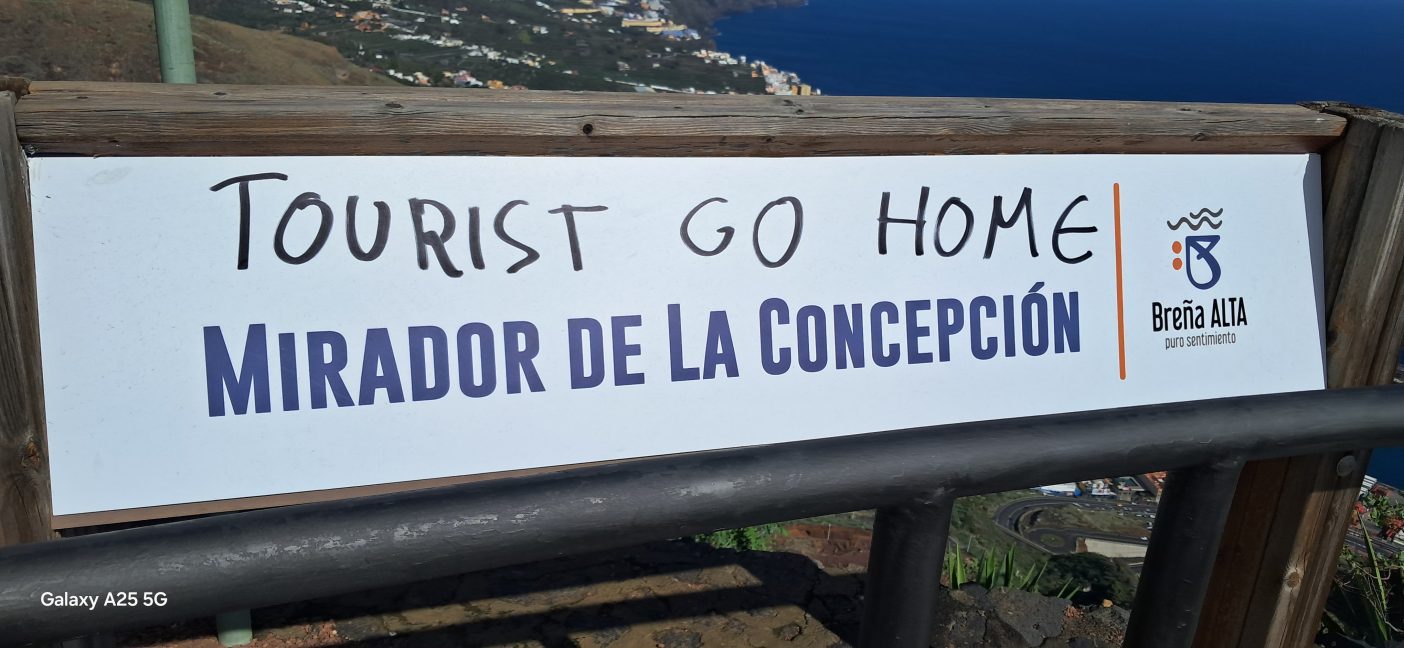 TOURIST GO HOME
MIRADOR DE LA CONCEPCIÓN
Breña ALTA
puro sentimiento
Galaxy A25 5G